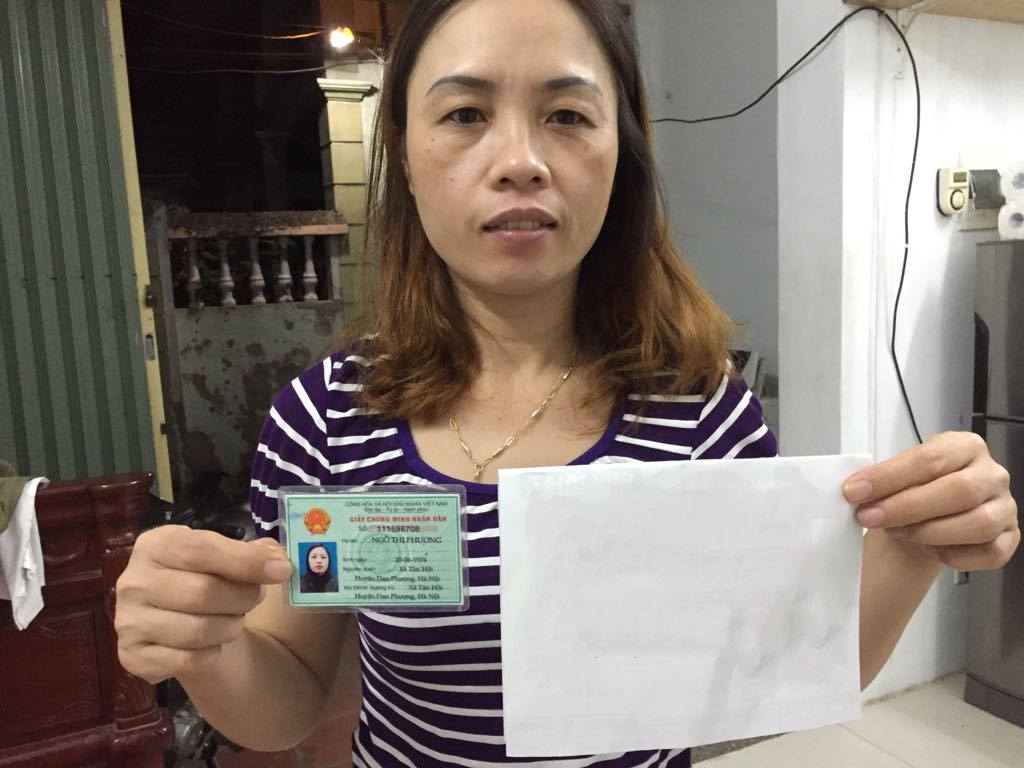 CỘNG HÒA XÃ HỘI CHỦ NGHĨA VIỆT NAM
Độc lập - Tự do - Hạnh phúc
GIẤY CHỨNG MINH NHÂN DÂN
SỐ 111598708
Họ tên: NGÔ THỊ PHƯỢNG
Sinh ngày: 20-06-1976
Nguyên quán: Xã Tân Hội
Huyện Đan Phượng, Hà Nội
Nơi ĐKHK thường trú: Xã Tân Hội
Huyện Đan Phượng, Hà Nội